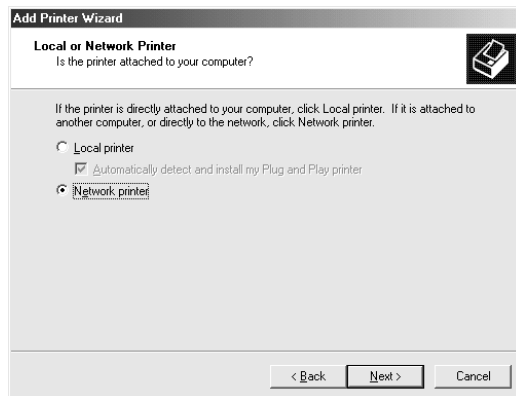 Add Printer Wizard
Local or Network Printer
Is the printer attached to your computer?
If the printer is directly attached to your computer, click Local printer. If it is attached to
another computer, or directly to the network, click Network printer.
Local printer
Automatically detect and install my Plug and Play printer
Network printer
< Back Next > Cancel